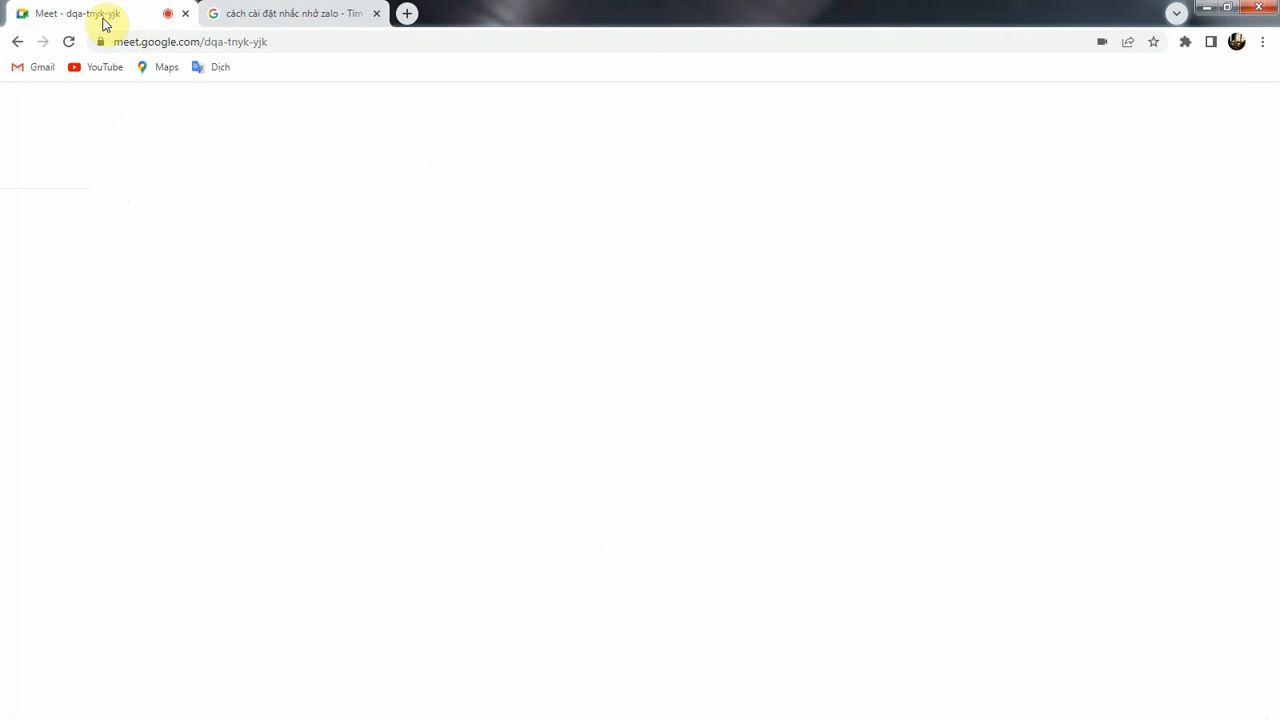 Meet - dqa-tnyk-yjk
cách cài đặt nhắc nhở zalo - Tìm
meet.google.com/dqa-tnyk-yjk
Gmail
YouTube
Maps
Dịch